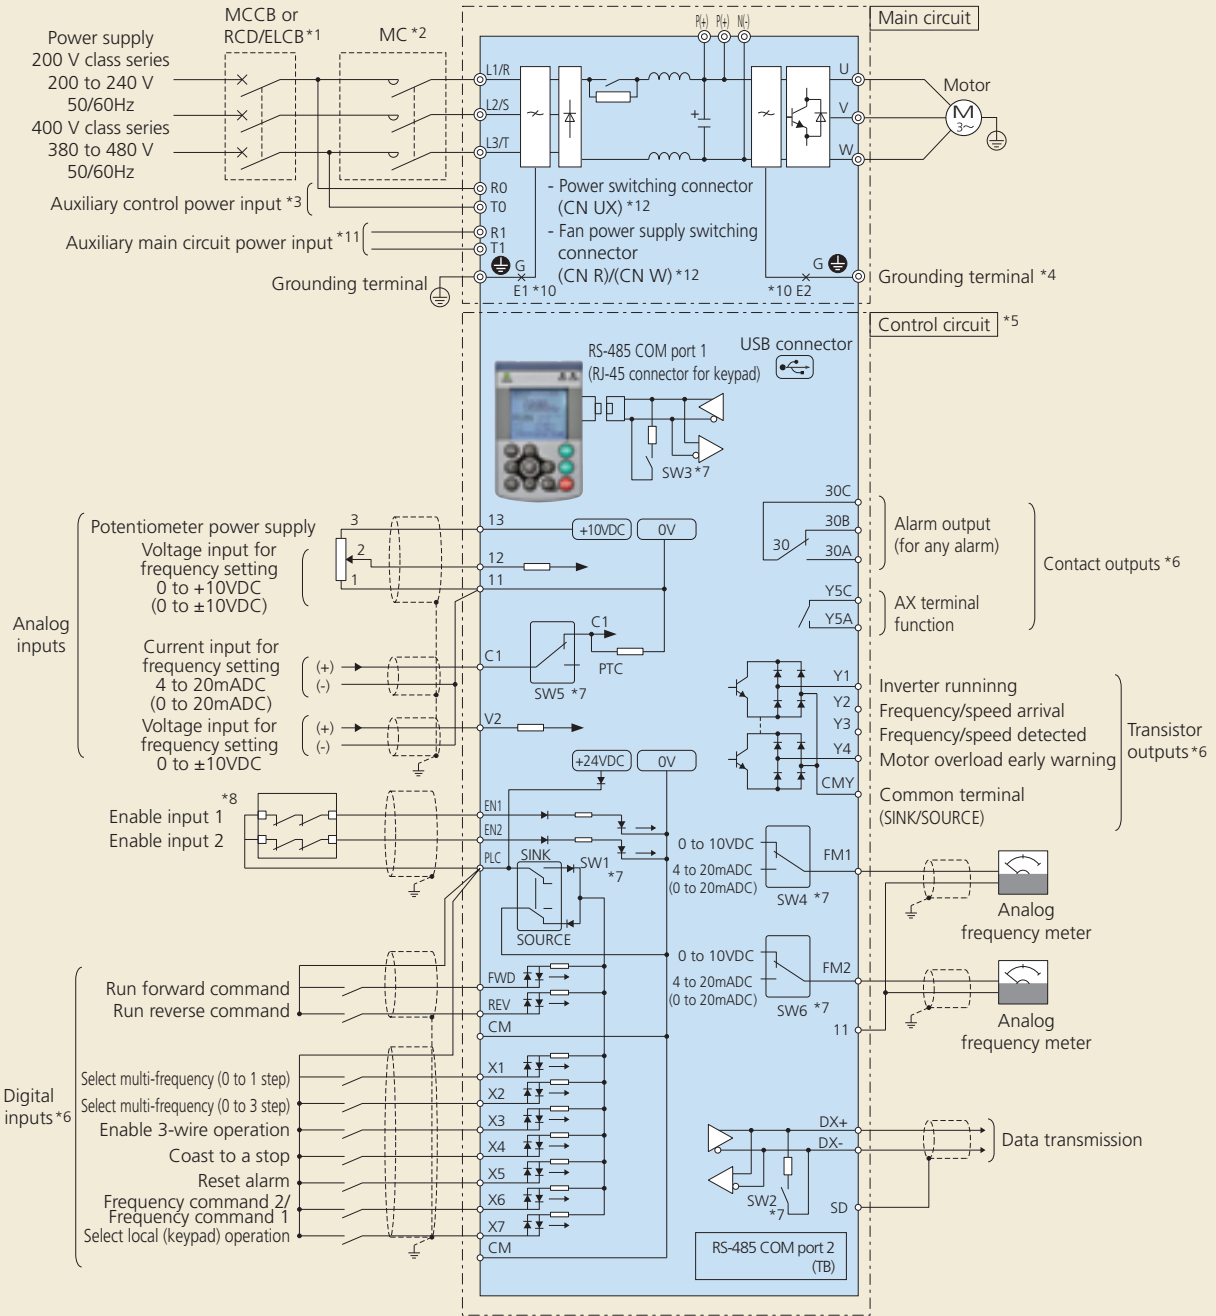 MCCB or
RCD/ELCB *1
MC *2
Power supply
200 V class series
200 to 240 V
50/60Hz
400 V class series
380 to 480 V
50/60Hz
P(+)
P(+)
N(-)
Main circuit
L1/R
L2/S
L3/T
+
U
V
W
Motor
M
3~
R0
T0
R1
T1
Auxiliary control power input *3
Auxiliary main circuit power input *11
- Power switching connector
(CN UX) *12
- Fan power supply switching
connector
(CN R)/(CN W) *12
G
E1 *10
G
*10 E2
Grounding terminal
Grounding terminal *4
Control circuit *5
RS-485 COM port 1
(RJ-45 connector for keypad)
USB connector
SW3 *7
Analog
inputs
Potentiometer power supply
Voltage input for
frequency setting
0 to +10VDC
(0 to ±10VDC)
3
2
1
13
12
11
+10VDC
0V
Current input for
frequency setting
4 to 20mADC
(0 to 20mADC)
(+)
(-)
C1
C1
PTC
SW5 *7
Voltage input for
frequency setting
0 to ±10VDC
(+)
(-)
V2
+24VDC
0V
30C
30B
30
30A
Alarm output
(for any alarm)
Y5C
Y5A
AX terminal
function
Contact outputs *6
Y1
Y2
Y3
Y4
CMY
Inverter runninng
Frequency/speed arrival
Frequency/speed detected
Motor overload early warning
Common terminal
(SINK/SOURCE)
Transistor
outputs *6
*8
Enable input 1
Enable input 2
EN1
EN2
PLC
SINK
SW1
*7
SOURCE
0 to 10VDC
4 to 20mADC
(0 to 20mADC)
SW4 *7
FM1
Analog
frequency meter
0 to 10VDC
4 to 20mADC
(0 to 20mADC)
SW6 *7
FM2
11
Analog
frequency meter
Digital
inputs *6
Run forward command
Run reverse command
FWD
REV
CM
Select multi-frequency (0 to 1 step)
Select multi-frequency (0 to 3 step)
Enable 3-wire operation
Coast to a stop
Reset alarm
Frequency command 2/
Frequency command 1
Select local (keypad) operation
X1
X2
X3
X4
X5
X6
X7
CM
DX+
DX-
SD
Data transmission
SW2
*7
RS-485 COM port 2
(TB)